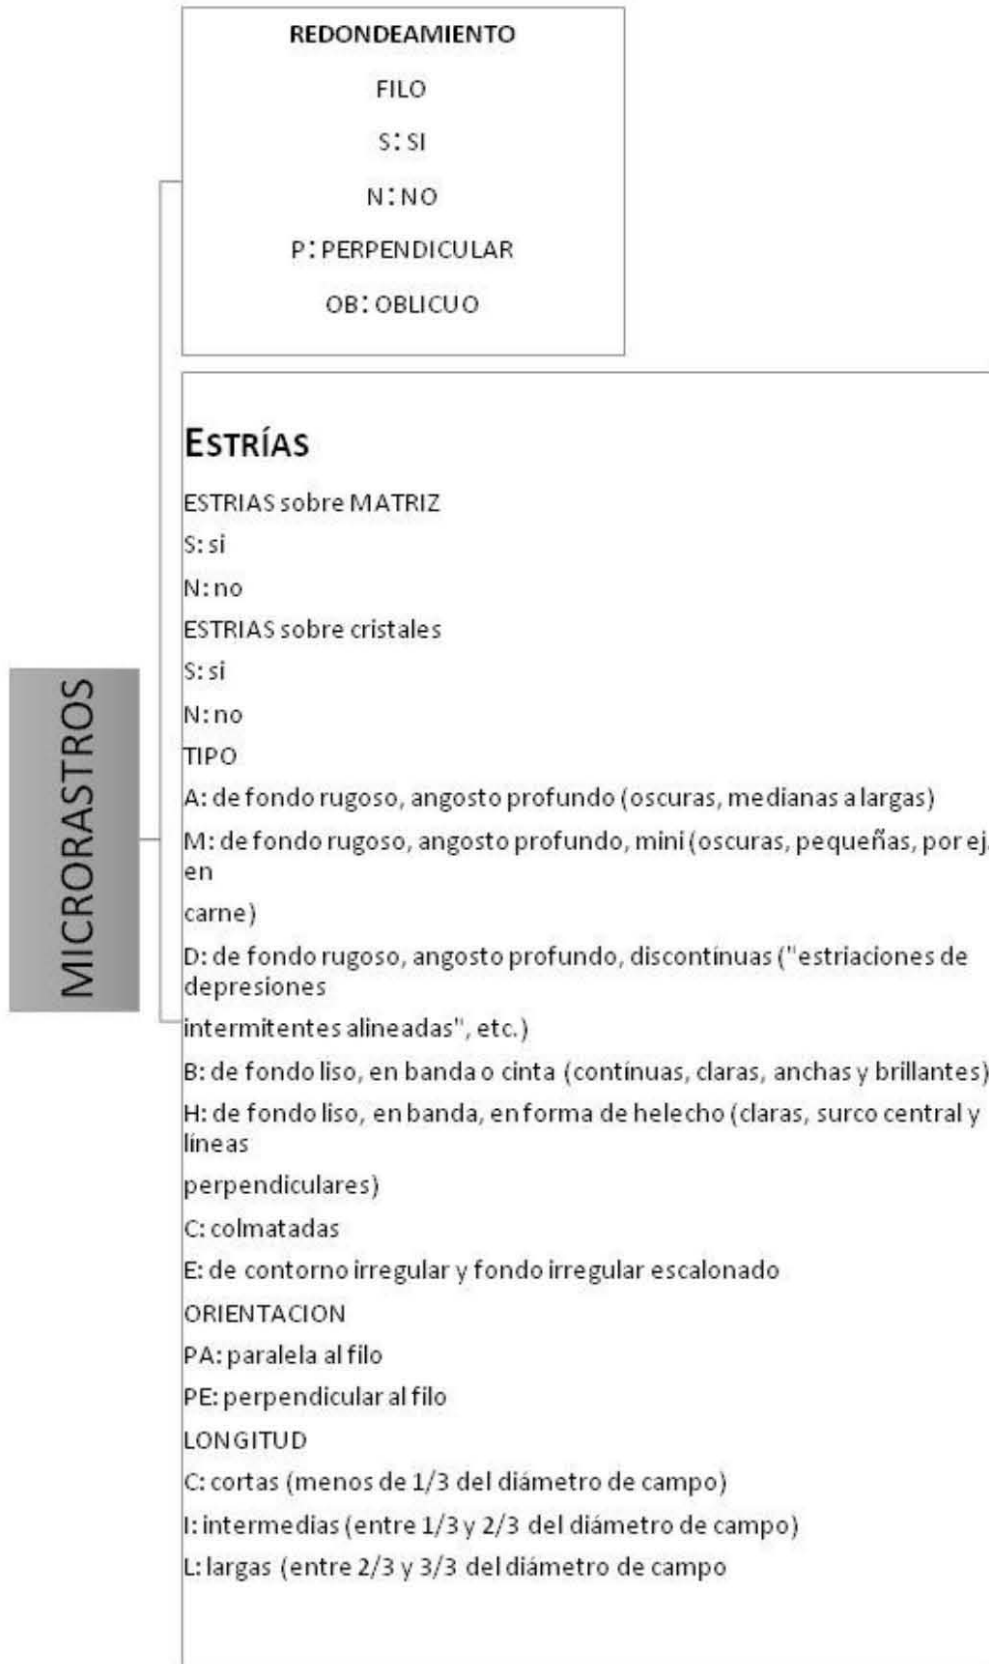 REDONDEAMIENTO
FILO
S: SI
N: NO
P: PERPENDICULAR
OB: OBLICUO
MICRORASTROS
ESTRÍAS
ESTRIAS sobre MATRIZ
S: si
N: no
ESTRIAS sobre cristales
S: si
N: no
TIPO
A: de fondo rugoso, angosto profundo (oscuras, medianas a largas)
M: de fondo rugoso, angosto profundo, mini (oscuras, pequeñas, por ej.
en
carne)
D: de fondo rugoso, angosto profundo, discontínuas ("estriaciones de
depresiones
intermitentes alineadas", etc.)
B: de fondo liso, en banda o cinta (contínuas, claras, anchas y brillantes)
H: de fondo liso, en banda, en forma de helecho (claras, surco central y
líneas
perpendiculares)
C: colmatadas
E: de contorno irregular y fondo irregular escalonado
ORIENTACION
PA: paralela al filo
PE: perpendicular al filo
LONGITUD
C: cortas (menos de 1/3 del diámetro de campo)
I: intermedias (entre 1/3 y 2/3 del diámetro de campo)
L: largas (entre 2/3 y 3/3 del diámetro de campo